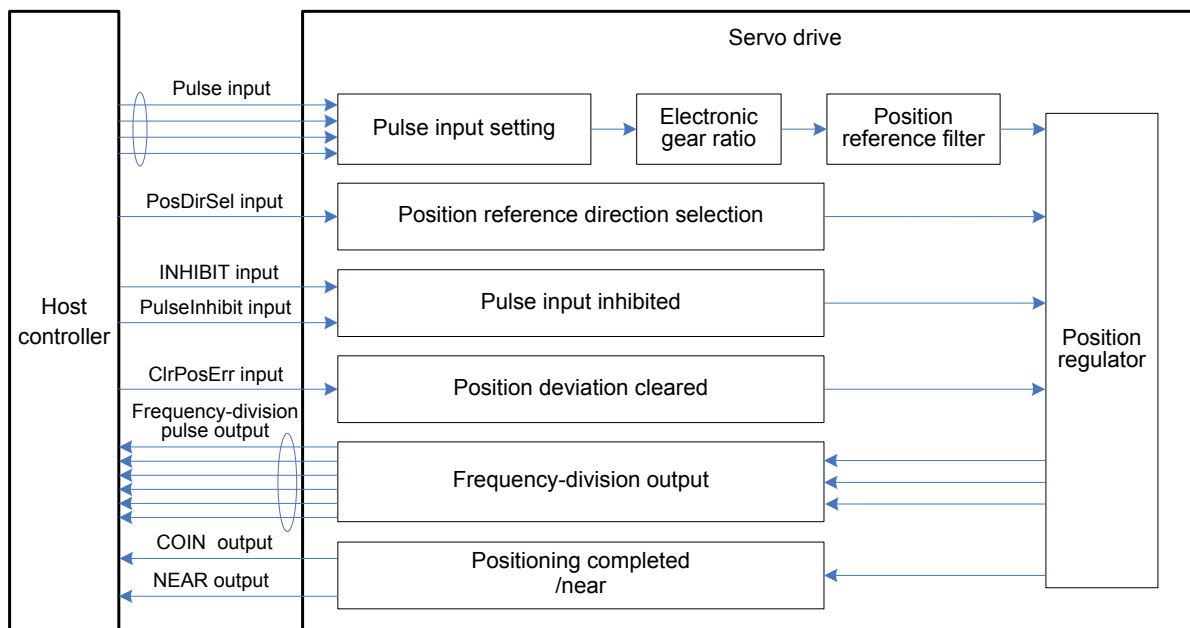 Servo drive
Pulse input
Pulse input setting
Electronic
gear ratio
Position
reference filter
PosDirSel input
Position reference direction selection
INHIBIT input
PulseInhibit input
Pulse input inhibited
Host
controller
Position
regulator
ClrPosErr input
Position deviation cleared
Frequency-division
pulse output
Frequency-division output
COIN output
NEAR output
Positioning completed
/near